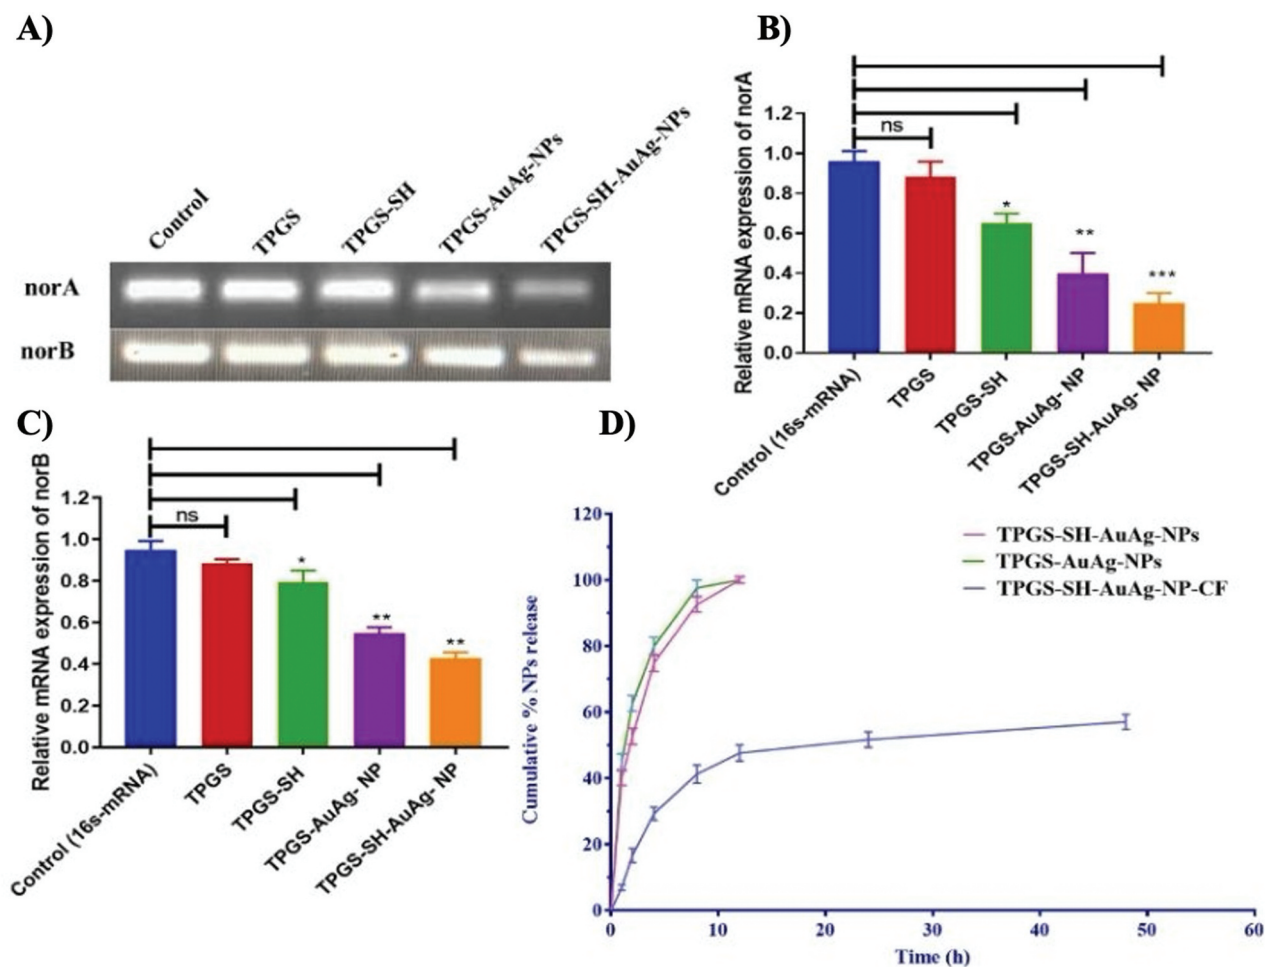 A)
Control
TPGS
TPGS-SH
TPGS-AuAg-NPs
TPGS-SH-AuAg-NPs
norA
norB
B)
Relative mRNA expression of norA
1.2
1.0
0.8
0.6
0.4
0.2
0.0
ns
*
**
***
Control (16s-mRNA)
TPGS
TPGS-SH
TPGS-AuAg- NP
TPGS-SH-AuAg- NP
C)
Relative mRNA expression of norB
1.2
1.0
0.8
0.6
0.4
0.2
0.0
ns
*
**
**
Control (16s-mRNA)
TPGS
TPGS-SH
TPGS-AuAg- NP
TPGS-SH-AuAg- NP
D)
Cumulative % NPs release
120
100
80
60
40
20
0
0 10 20 30 40 50 60
Time (h)
TPGS-SH-AuAg-NPs
TPGS-AuAg-NPs
TPGS-SH-AuAg-NP-CF